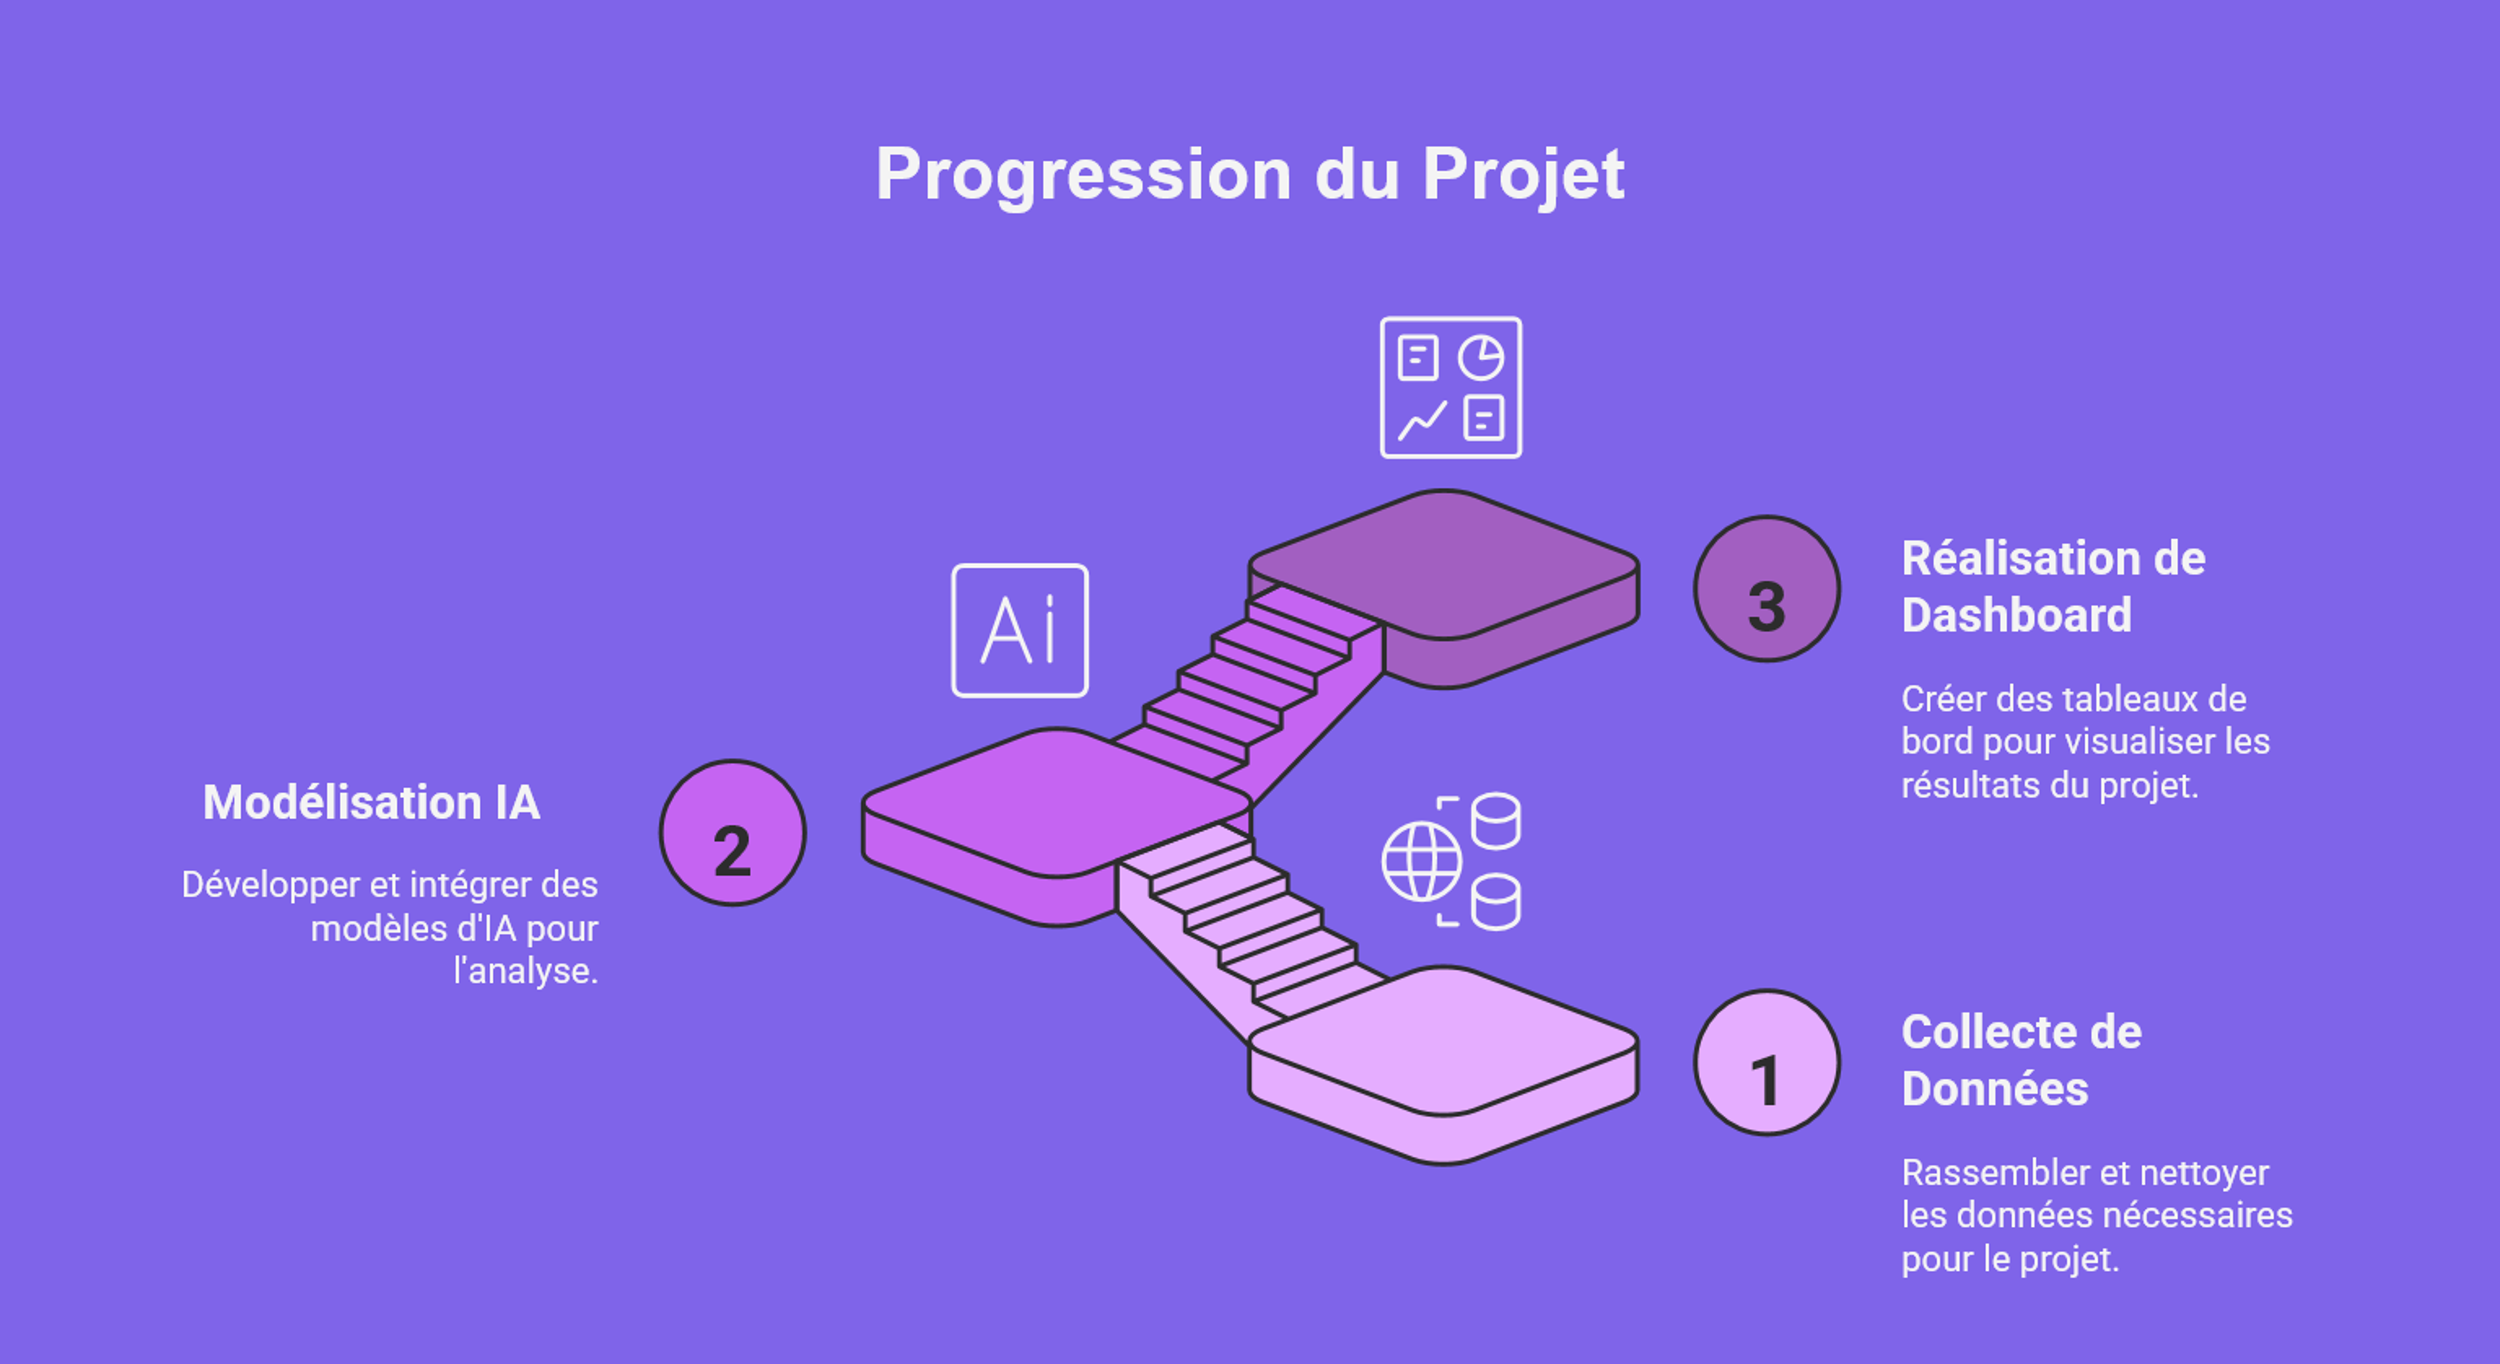 Progression du Projet
Ai
3
Réalisation de
Dashboard
Créer des tableaux de
bord pour visualiser les
résultats du projet.
2
Modélisation IA
Développer et intégrer des
modèles d'IA pour
l'analyse.
1
Collecte de
Données
Rassembler et nettoyer
les données nécessaires
pour le projet.